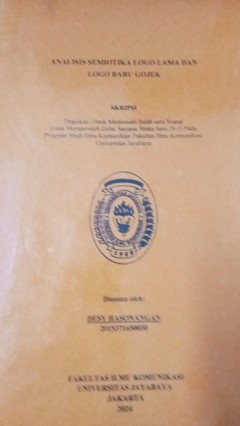 ANALISIS SEMIOTIKA LOGO LAMA DAN
LOGO BARU GOJEK
SKRIPSI
Diajukan Untuk Memenuhi Salah satu Syarat
Untuk Memperoleh Gelar Sarjana Strata Satu (S-1) Pada
Program Studi Ilmu Komunikasi Fakultas Ilmu Komunikasi
Universitas Jayabaya
Disusun oleh:
DESY HASONANGAN
FAKULTAS ILMU KOMUNIKASI
UNIVERSITAS JAYABAYA
JAKARTA
2024